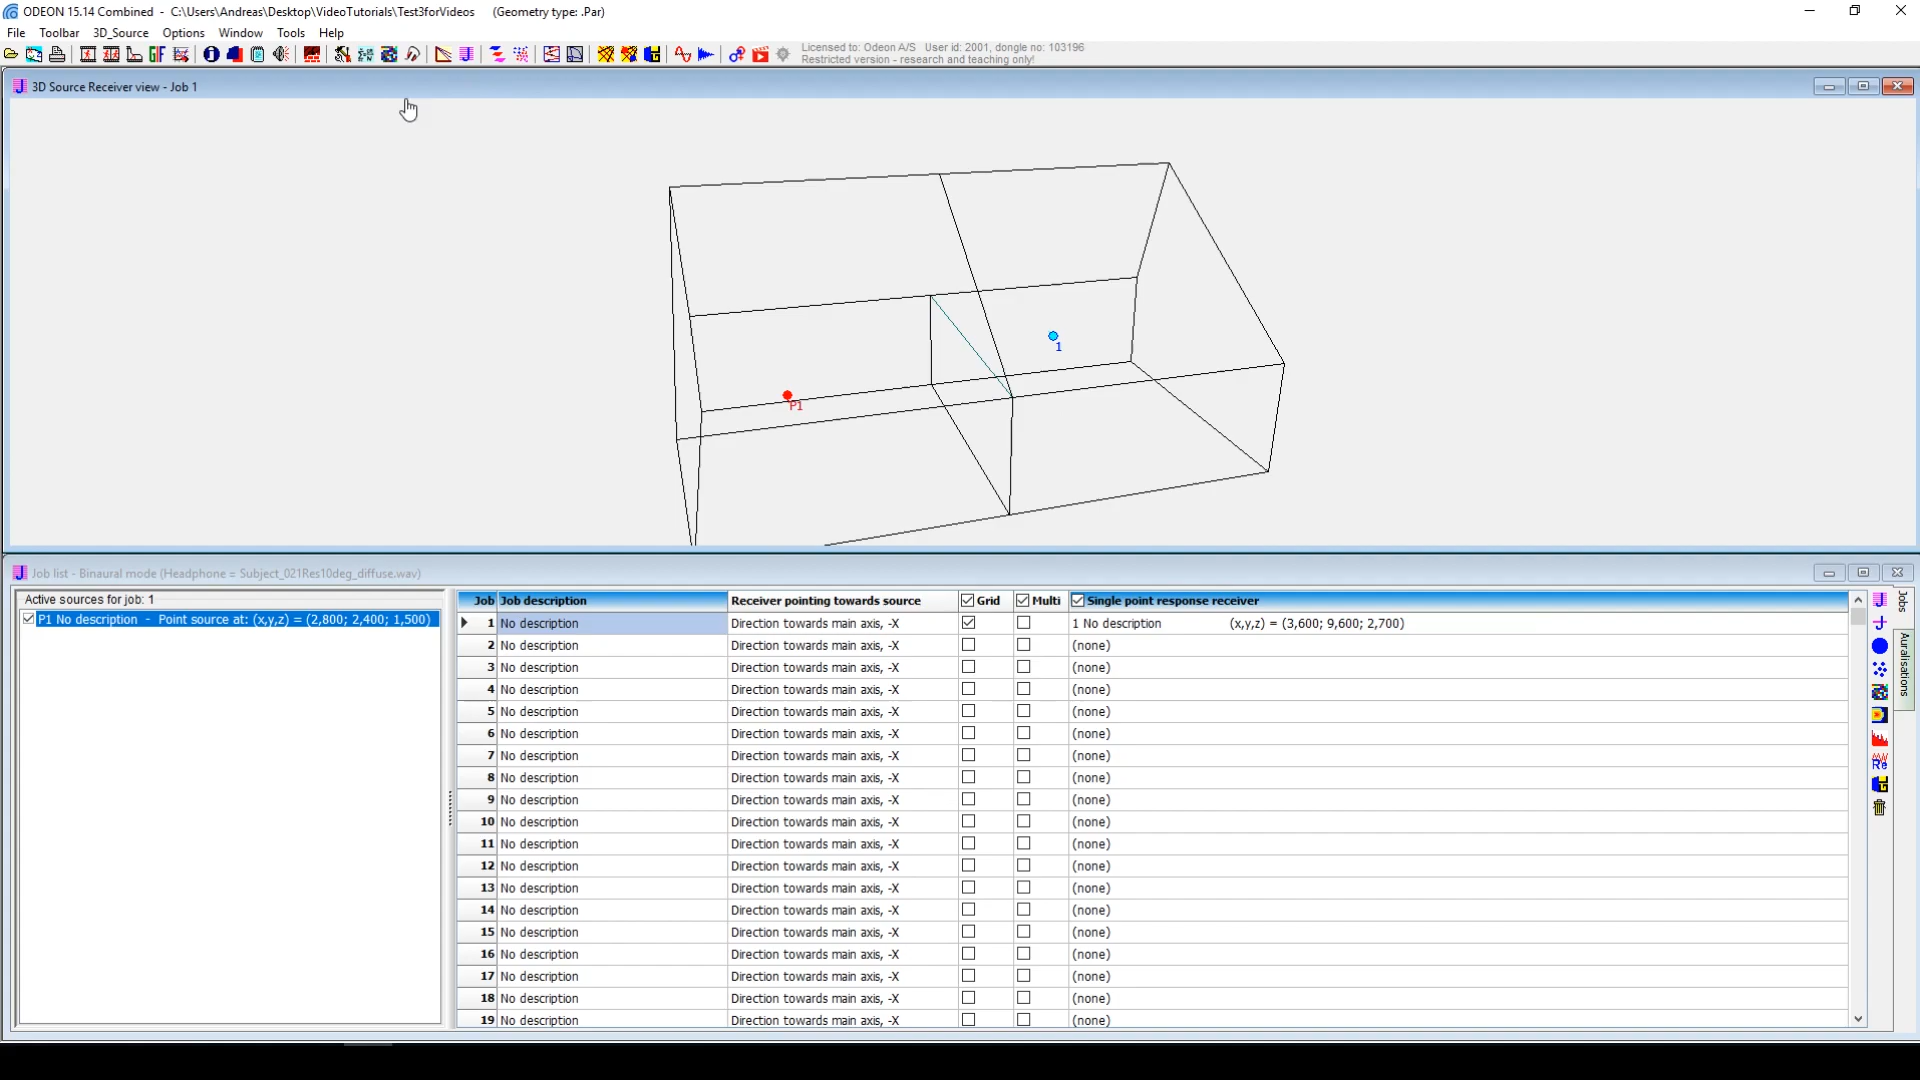 ODEON 15.14 Combined - C:\Users\Andreas\Desktop\VideoTutorials\Test3forVideos (Geometry type: .Par)
File Toolbar 3D_Source Options Window Tools Help
Licensed to: Odeon A/S User id: 2001, dongle no: 103196
Restricted version - research and teaching only!
3D Source Receiver view - Job 1
1
P1
Job list - Binaural mode (Headphone = Subject_021Res10deg_diffuse.wav)
Active sources for job: 1
P1 No description - Point source at: (x,y,z) = (2,800; 2,400; 1,500)
Job Job description Receiver pointing towards source Grid Multi Single point response receiver
1 No description Direction towards main axis, -X 1 No description (x,y,z) = (3,600; 9,600; 2,700)
2 No description Direction towards main axis, -X (none)
3 No description Direction towards main axis, -X (none)
4 No description Direction towards main axis, -X (none)
5 No description Direction towards main axis, -X (none)
6 No description Direction towards main axis, -X (none)
7 No description Direction towards main axis, -X (none)
8 No description Direction towards main axis, -X (none)
9 No description Direction towards main axis, -X (none)
10 No description Direction towards main axis, -X (none)
11 No description Direction towards main axis, -X (none)
12 No description Direction towards main axis, -X (none)
13 No description Direction towards main axis, -X (none)
14 No description Direction towards main axis, -X (none)
15 No description Direction towards main axis, -X (none)
16 No description Direction towards main axis, -X (none)
17 No description Direction towards main axis, -X (none)
18 No description Direction towards main axis, -X (none)
19 No description Direction towards main axis, -X (none)
Jobs
Auralisations